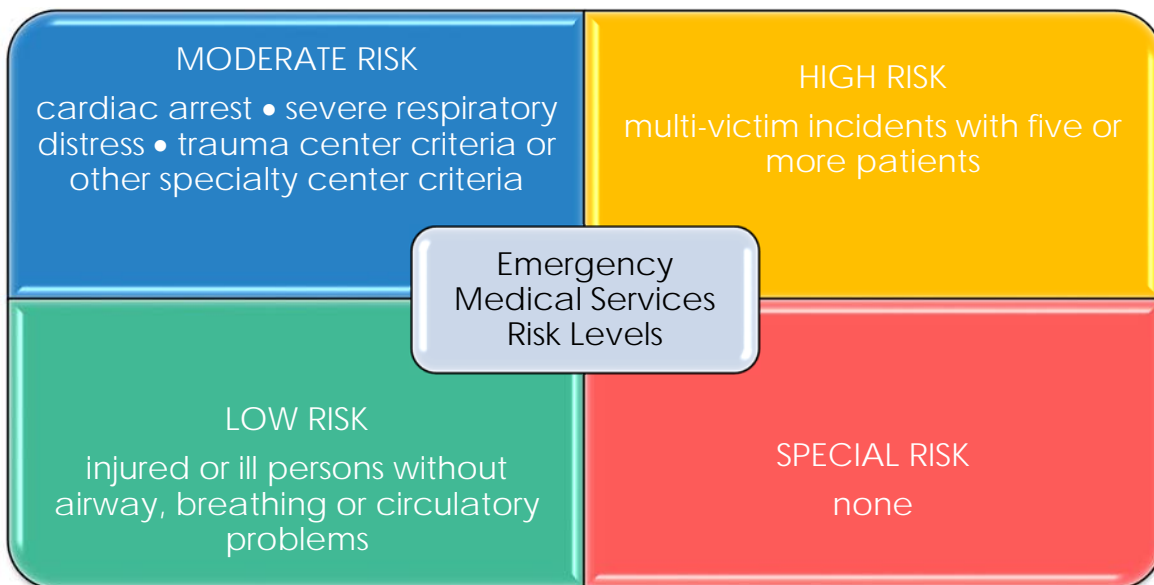 MODERATE RISK
cardiac arrest • severe respiratory
distress • trauma center criteria or
other specialty center criteria
HIGH RISK
multi-victim incidents with five or
more patients
Emergency
Medical Services
Risk Levels
LOW RISK
injured or ill persons without
airway, breathing or circulatory
problems
SPECIAL RISK
none